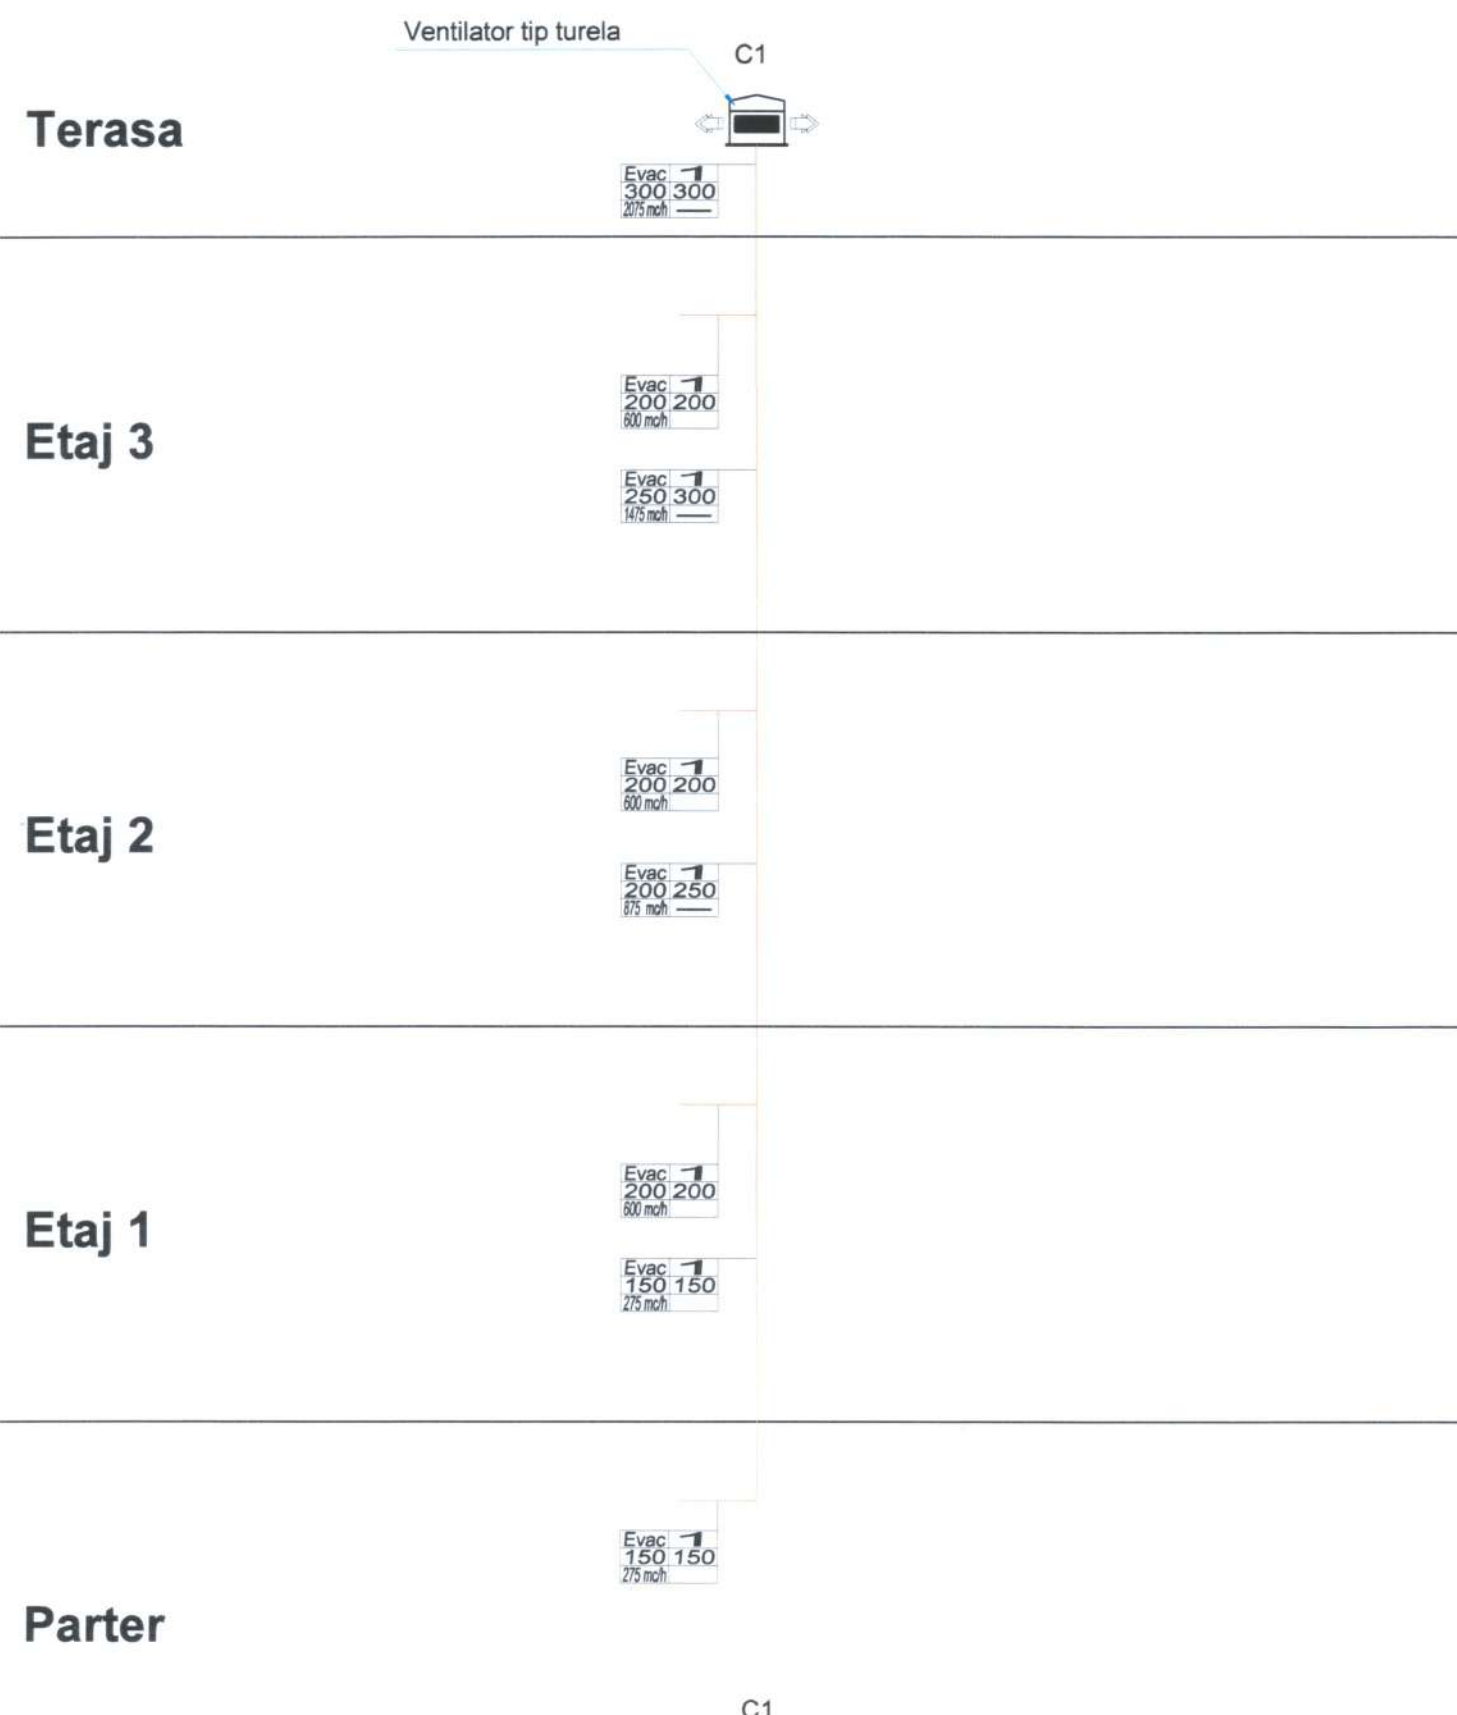 Ventilator tip turela
C1
Terasa
Evac
300 300
2075 mc/h
Etaj 3
Evac
200 200
600 mc/h
Evac
250 300
1475 mc/h
Etaj 2
Evac
200 200
600 mc/h
Evac
200 250
875 mc/h
Etaj 1
Evac
200 200
600 mc/h
Evac
150 150
275 mc/h
Evac
150 150
275 mc/h
Parter
C1